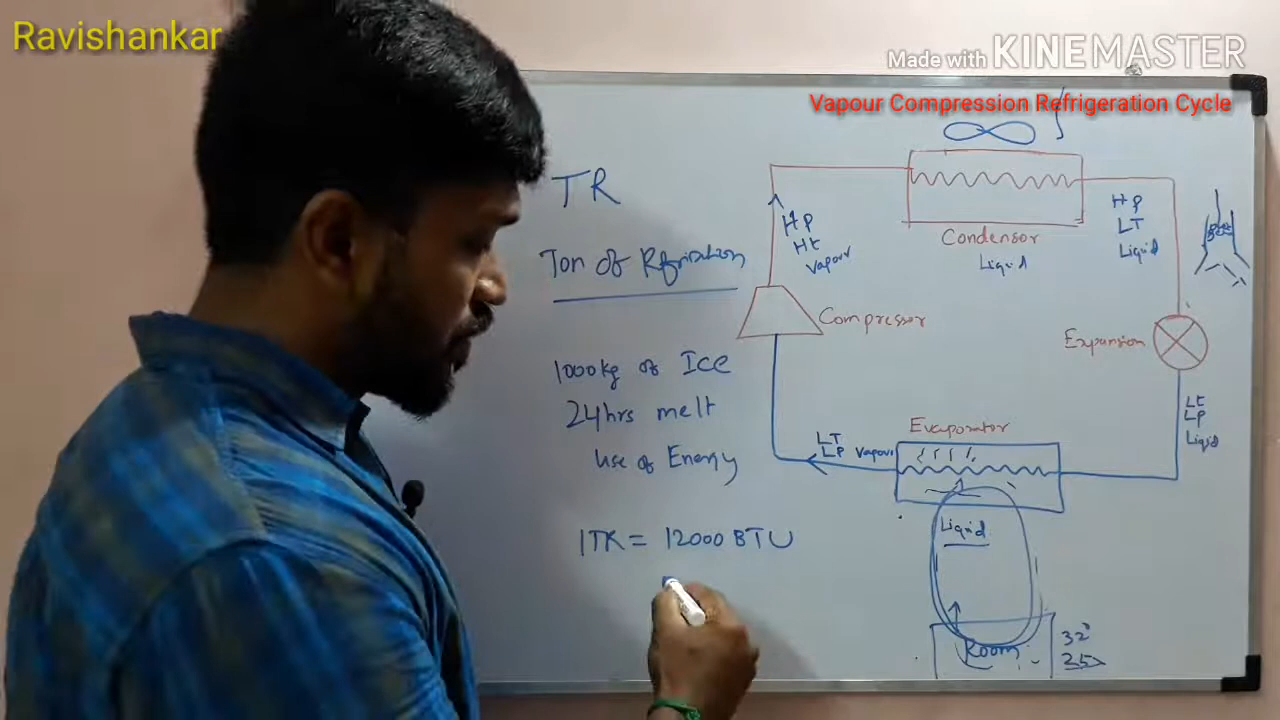 Ravishankar
Made with KINEMASTER
Vapour Compression Refrigeration Cycle
TR
Ton of Refrisation
1000kg of Ice
24hrs melt
Use of Energy
1TR = 12000 BTU
HP
Ht
Vapour
Condensor
Liquid
HP
LT
Liquid
Compressor
Expansion
Lt
LP
Liquid
Evaporator
LT
LP Vapour
Liquid
Room
32°
25